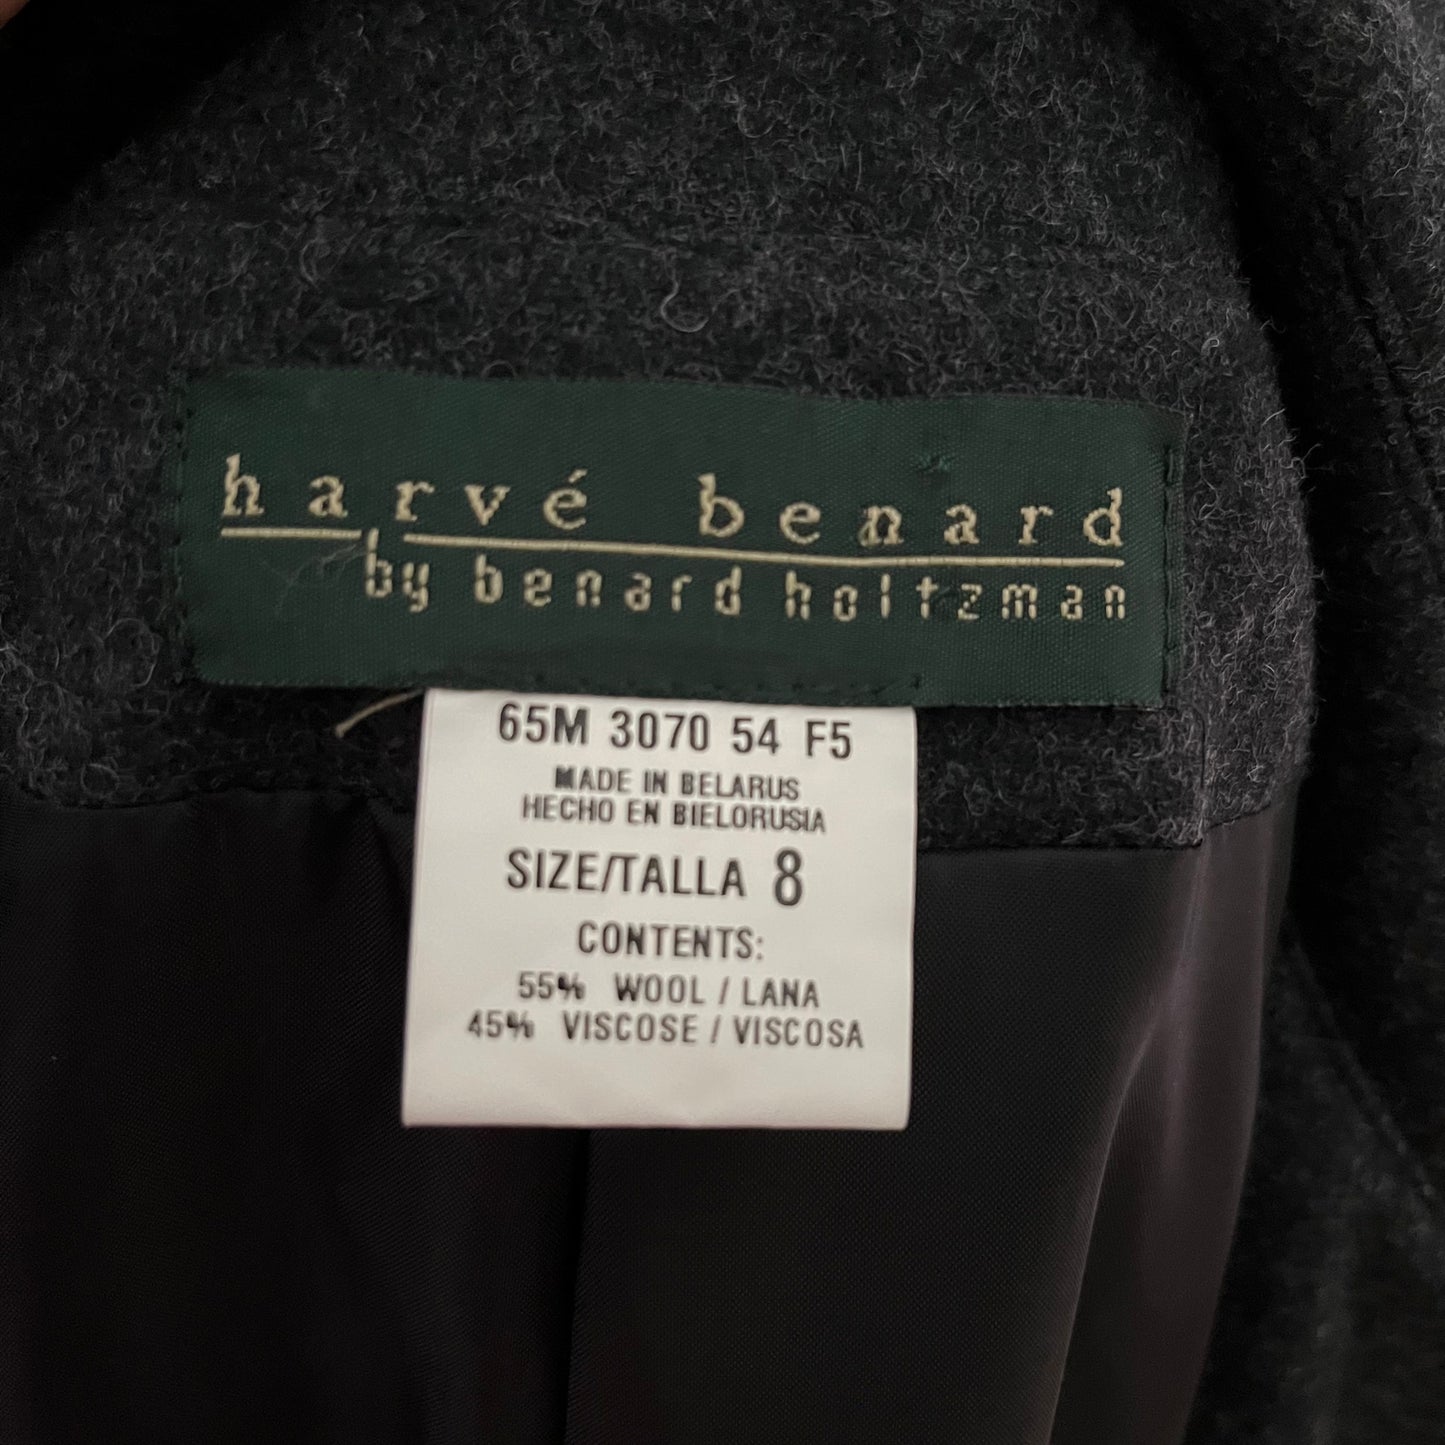 harvé benard
by benard holtzman
65M 3070 54 F5
MADE IN BELARUS
HECHO EN BIELORUSIA
SIZE/TALLA 8
CONTENTS:
55% WOOL / LANA
45% VISCOSE / VISCOSA